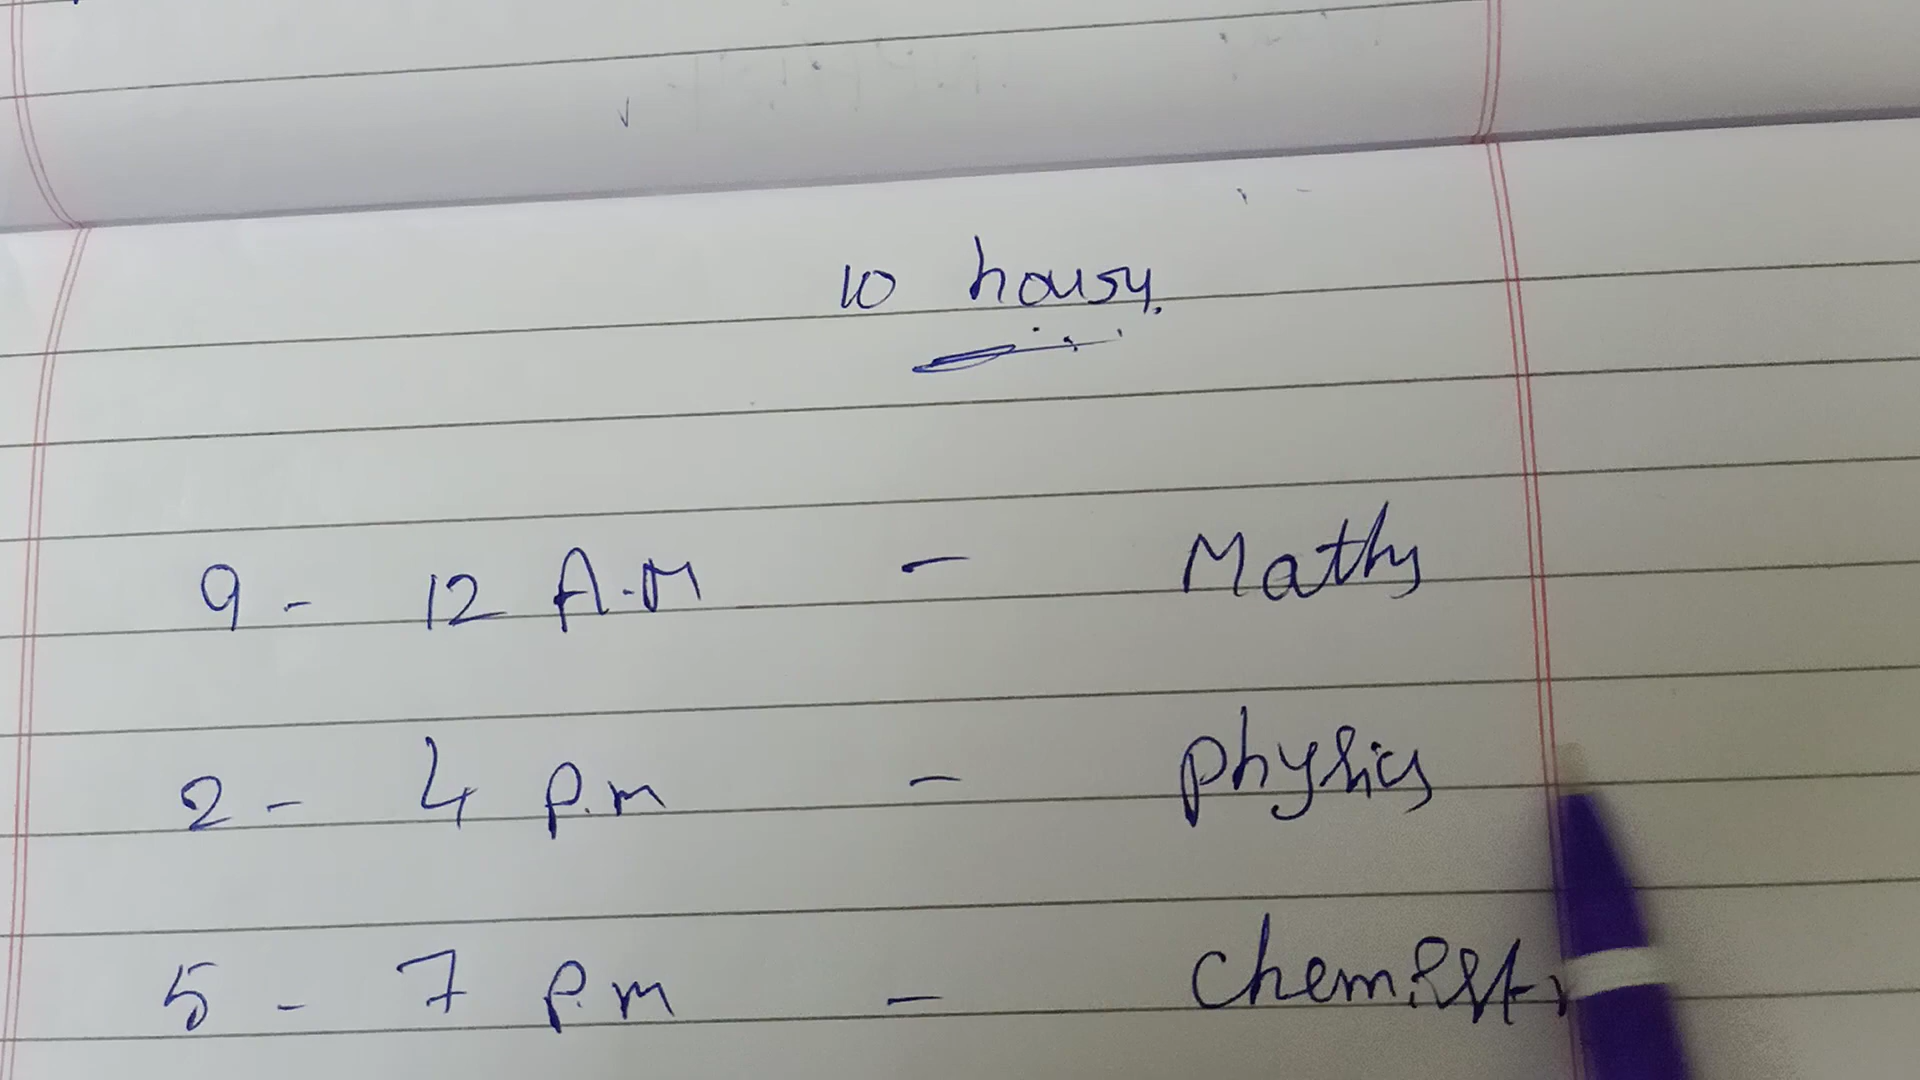 10 hours.
9 - 12 A.M - Maths
2 - 4 P.m - Physics
5 - 7 P.m - Chemistr